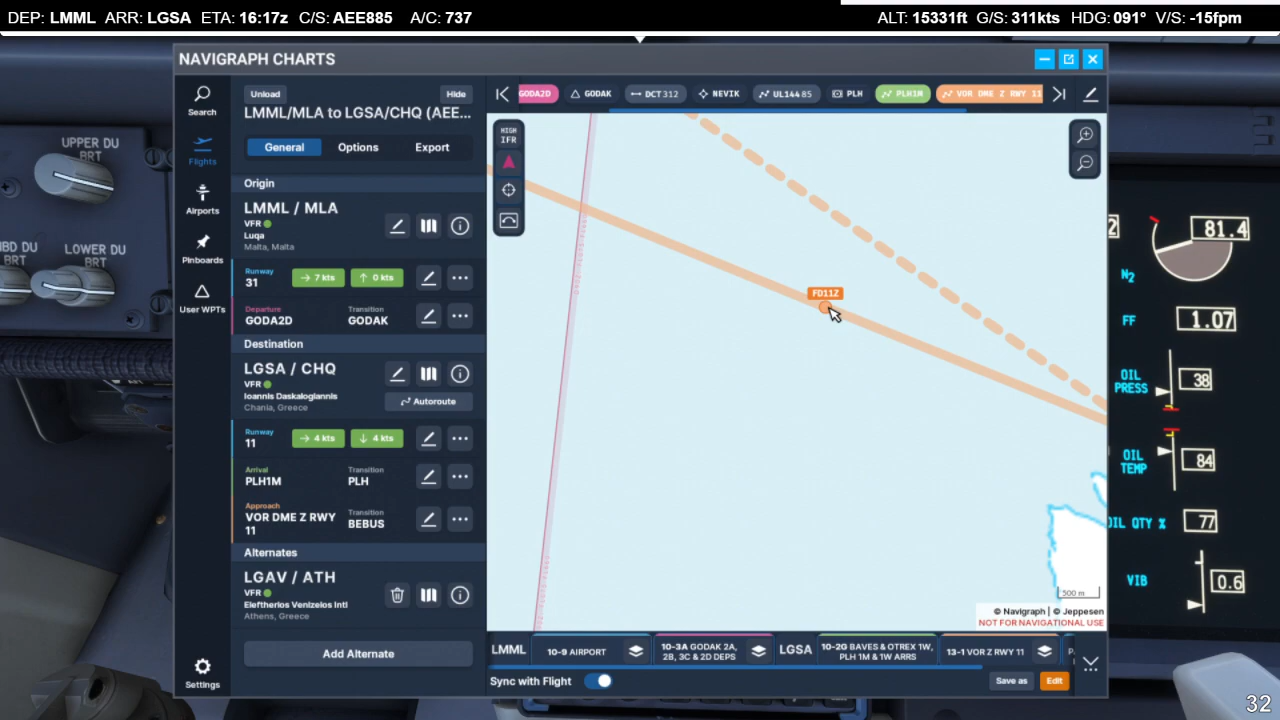 DEP: LMML ARR: LGSA ETA: 16:17z C/S: AEE885 A/C: 737
ALT: 15331ft G/S: 311kts HDG: 091° V/S: -15fpm
NAVIGRAPH CHARTS
UPPER DU
BRT
LOWER DU
BRT
BD DU
BRT
Search
Flights
Airports
Pinboards
User WPTs
Settings
Unload
Hide
LMML/MLA to LGSA/CHQ (AEE...
General
Options
Export
Origin
LMML / MLA
VFR
Luqa
Malta, Malta
Runway
31
→ 7 kts
↑ 0 kts
Departure
GODA2D
Transition
GODAK
Destination
LGSA / CHQ
VFR
Ioannis Daskalogiannis
Chania, Greece
Autoroute
Runway
11
→ 4 kts
↓ 4 kts
Arrival
PLH1M
Transition
PLH
Approach
VOR DME Z RWY
11
Transition
BEBUS
Alternates
LGAV / ATH
VFR
Eleftherios Venizelos Intl
Athens, Greece
Add Alternate
GODA2D
GODAK
DCT 312
NEVIK
UL144 85
PLH
PLH1M
VOR DME Z RWY 11
HIGH
IFR
FD11Z
500 m
© Navigraph | © Jeppesen
NOT FOR NAVIGATIONAL USE
LMML
10-9 AIRPORT
10-3A GODAK 2A,
2B, 3C & 2D DEPS
LGSA
10-2G BAVES & OTREX 1W,
PLH 1M & 1W ARRS
13-1 VOR Z RWY 11
Sync with Flight
Save as
Edit
2
81.4
N2
FF
1.07
OIL
PRESS
38
OIL
TEMP
84
OIL QTY %
77
VIB
0.6
32